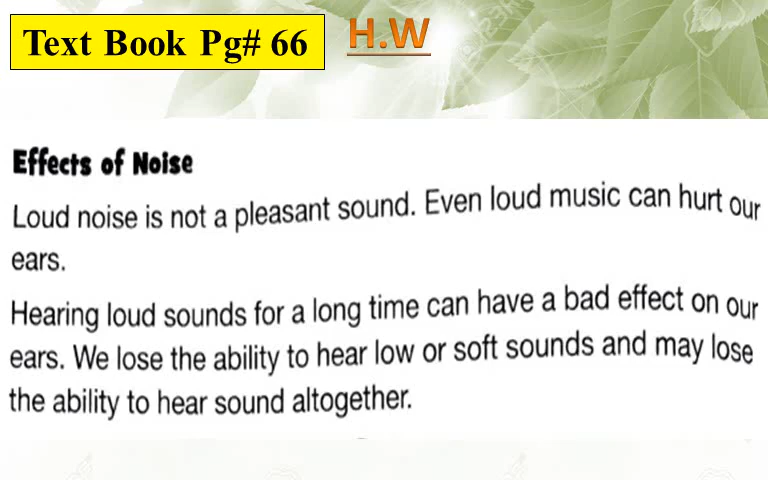 Text Book Pg# 66
H.W
Effects of Noise
Loud noise is not a pleasant sound. Even loud music can hurt our
ears.
Hearing loud sounds for a long time can have a bad effect on our
ears. We lose the ability to hear low or soft sounds and may lose
the ability to hear sound altogether.